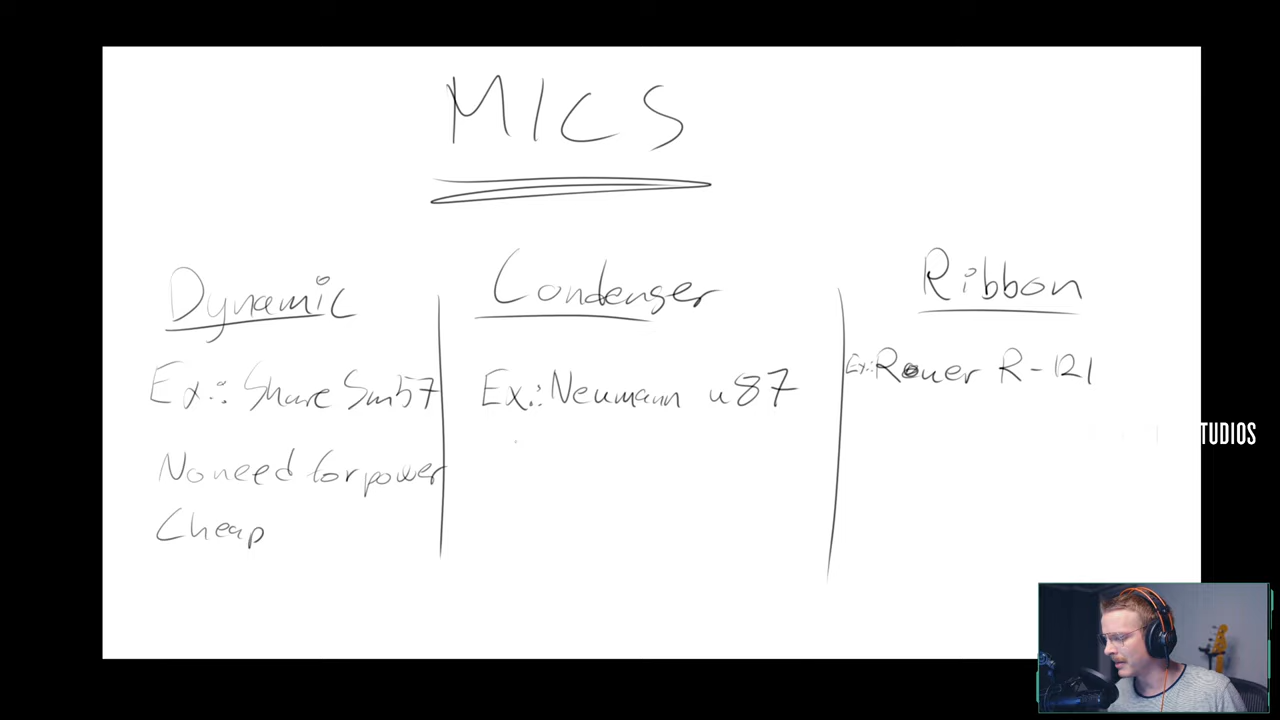 MICS
Dynamic
Ex.: Shure Sm57
No need for power
Cheap
Condenser
Ex.: Neumann u87
Ribbon
Ex.: Royer R-121
TUDIOS